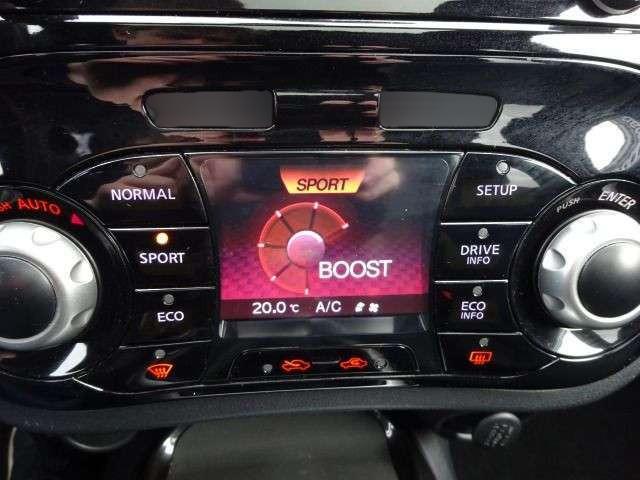 NORMAL
SPORT
SETUP
PUSH
ENTER
AUTO
SPORT
BOOST
DRIVE
INFO
20.0 °C A/C
ECO
ECO
INFO